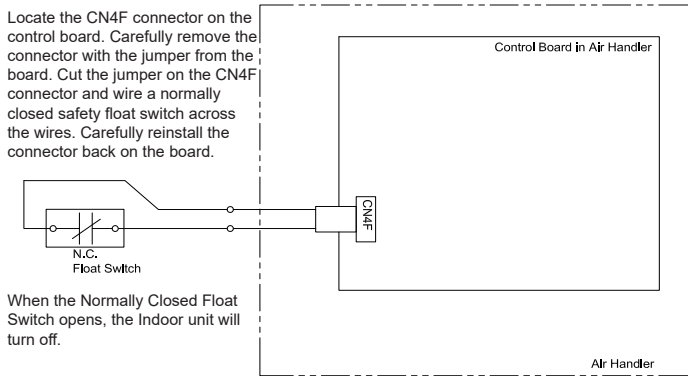 Locate the CN4F connector on the
control board. Carefully remove the
connector with the jumper from the
board. Cut the jumper on the CN4F
connector and wire a normally
closed safety float switch across
the wires. Carefully reinstall the
connector back on the board.
Control Board in Air Handler
CN4F
N.C.
Float Switch
When the Normally Closed Float
Switch opens, the Indoor unit will
turn off.
Air Handler